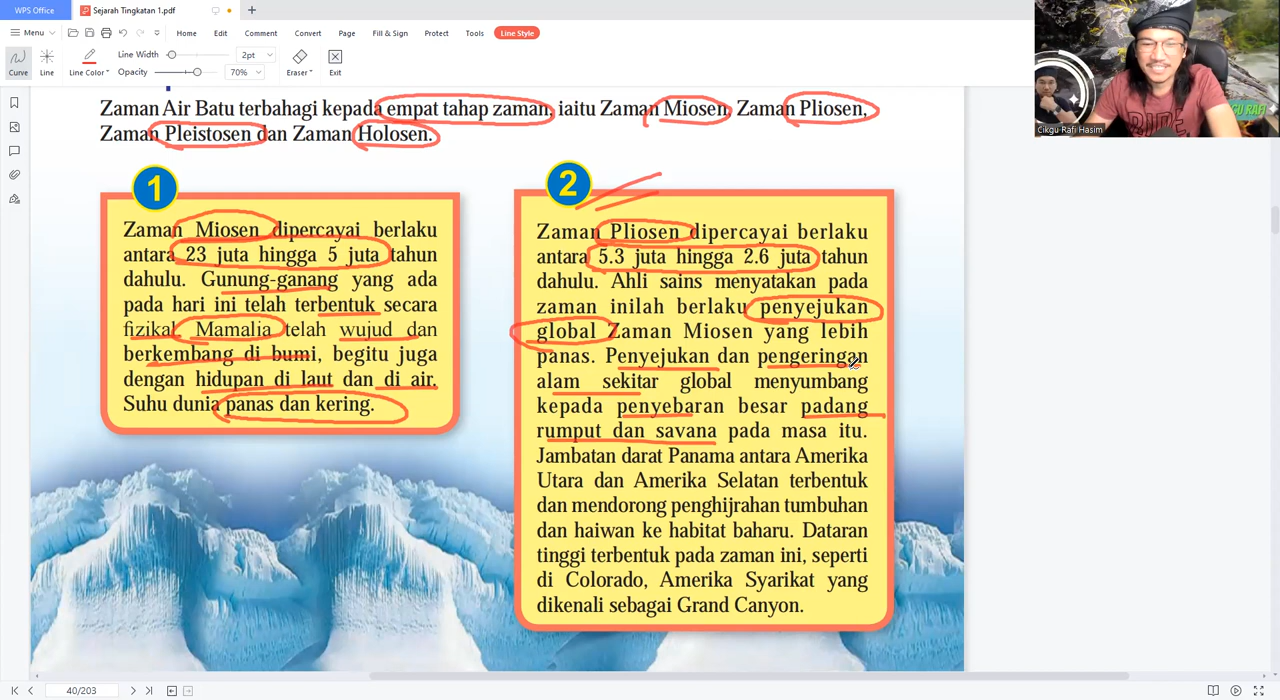 WPS Office
Sejarah Tingkatan 1.pdf
Menu
Home Edit Comment Convert Page Fill & Sign Protect Tools Line Style
Curve
Line
Line Color
Line Width 2pt
Opacity 70%
Eraser
Exit
Zaman Air Batu terbahagi kepada empat tahap zaman, iaitu Zaman Miosen, Zaman Pliosen,
Zaman Pleistosen dan Zaman Holosen.
1
Zaman Miosen dipercayai berlaku
antara 23 juta hingga 5 juta tahun
dahulu. Gunung-ganang yang ada
pada hari ini telah terbentuk secara
fizikal. Mamalia telah wujud dan
berkembang di bumi, begitu juga
dengan hidupan di laut dan di air.
Suhu dunia panas dan kering.
2
Zaman Pliosen dipercayai berlaku
antara 5.3 juta hingga 2.6 juta tahun
dahulu. Ahli sains menyatakan pada
zaman inilah berlaku penyejukan
global Zaman Miosen yang lebih
panas. Penyejukan dan pengeringan
alam sekitar global menyumbang
kepada penyebaran besar padang
rumput dan savana pada masa itu.
Jambatan darat Panama antara Amerika
Utara dan Amerika Selatan terbentuk
dan mendorong penghijrahan tumbuhan
dan haiwan ke habitat baharu. Dataran
tinggi terbentuk pada zaman ini, seperti
di Colorado, Amerika Syarikat yang
dikenali sebagai Grand Canyon.
Cikgu Rafi Hasim
40/203